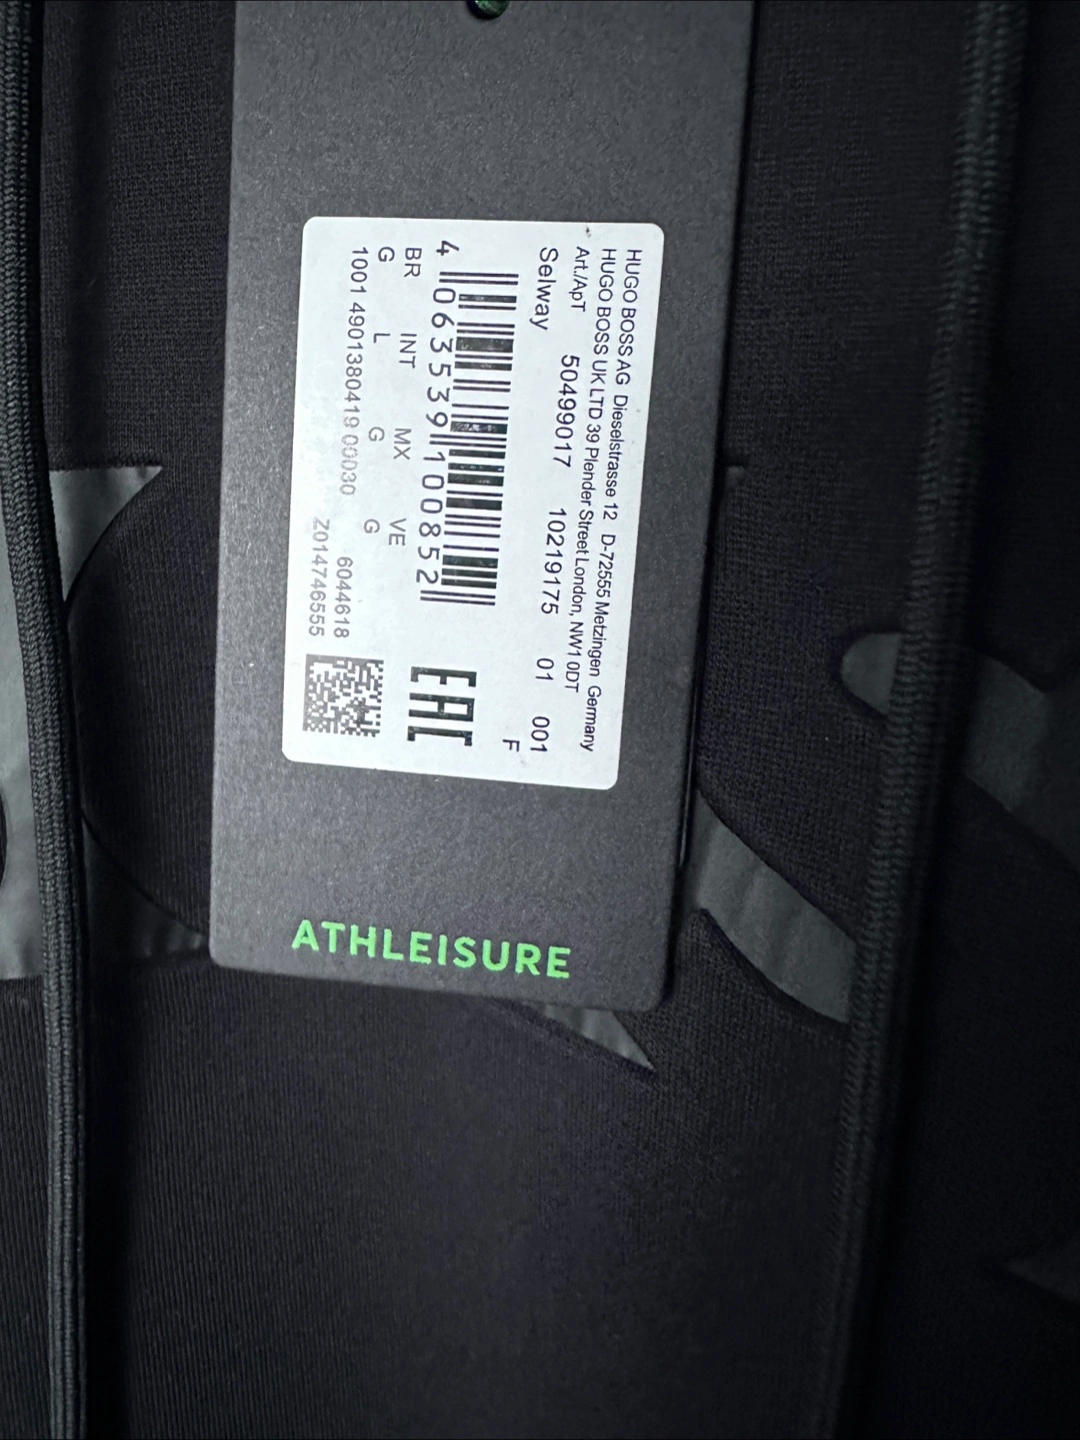 HUGO BOSS AG Dieselstrasse 12 D-72555 Metzingen Germany
HUGO BOSS UK LTD 39 Plender Street London, NW1 0DT
Art./АрТ 50499017 10219175 01 001
Selway F
4 063539 100852
EAC
BR INT MX VE
G L G G
1001 4901380419 00030 6044618
Z014746555
ATHLEISURE